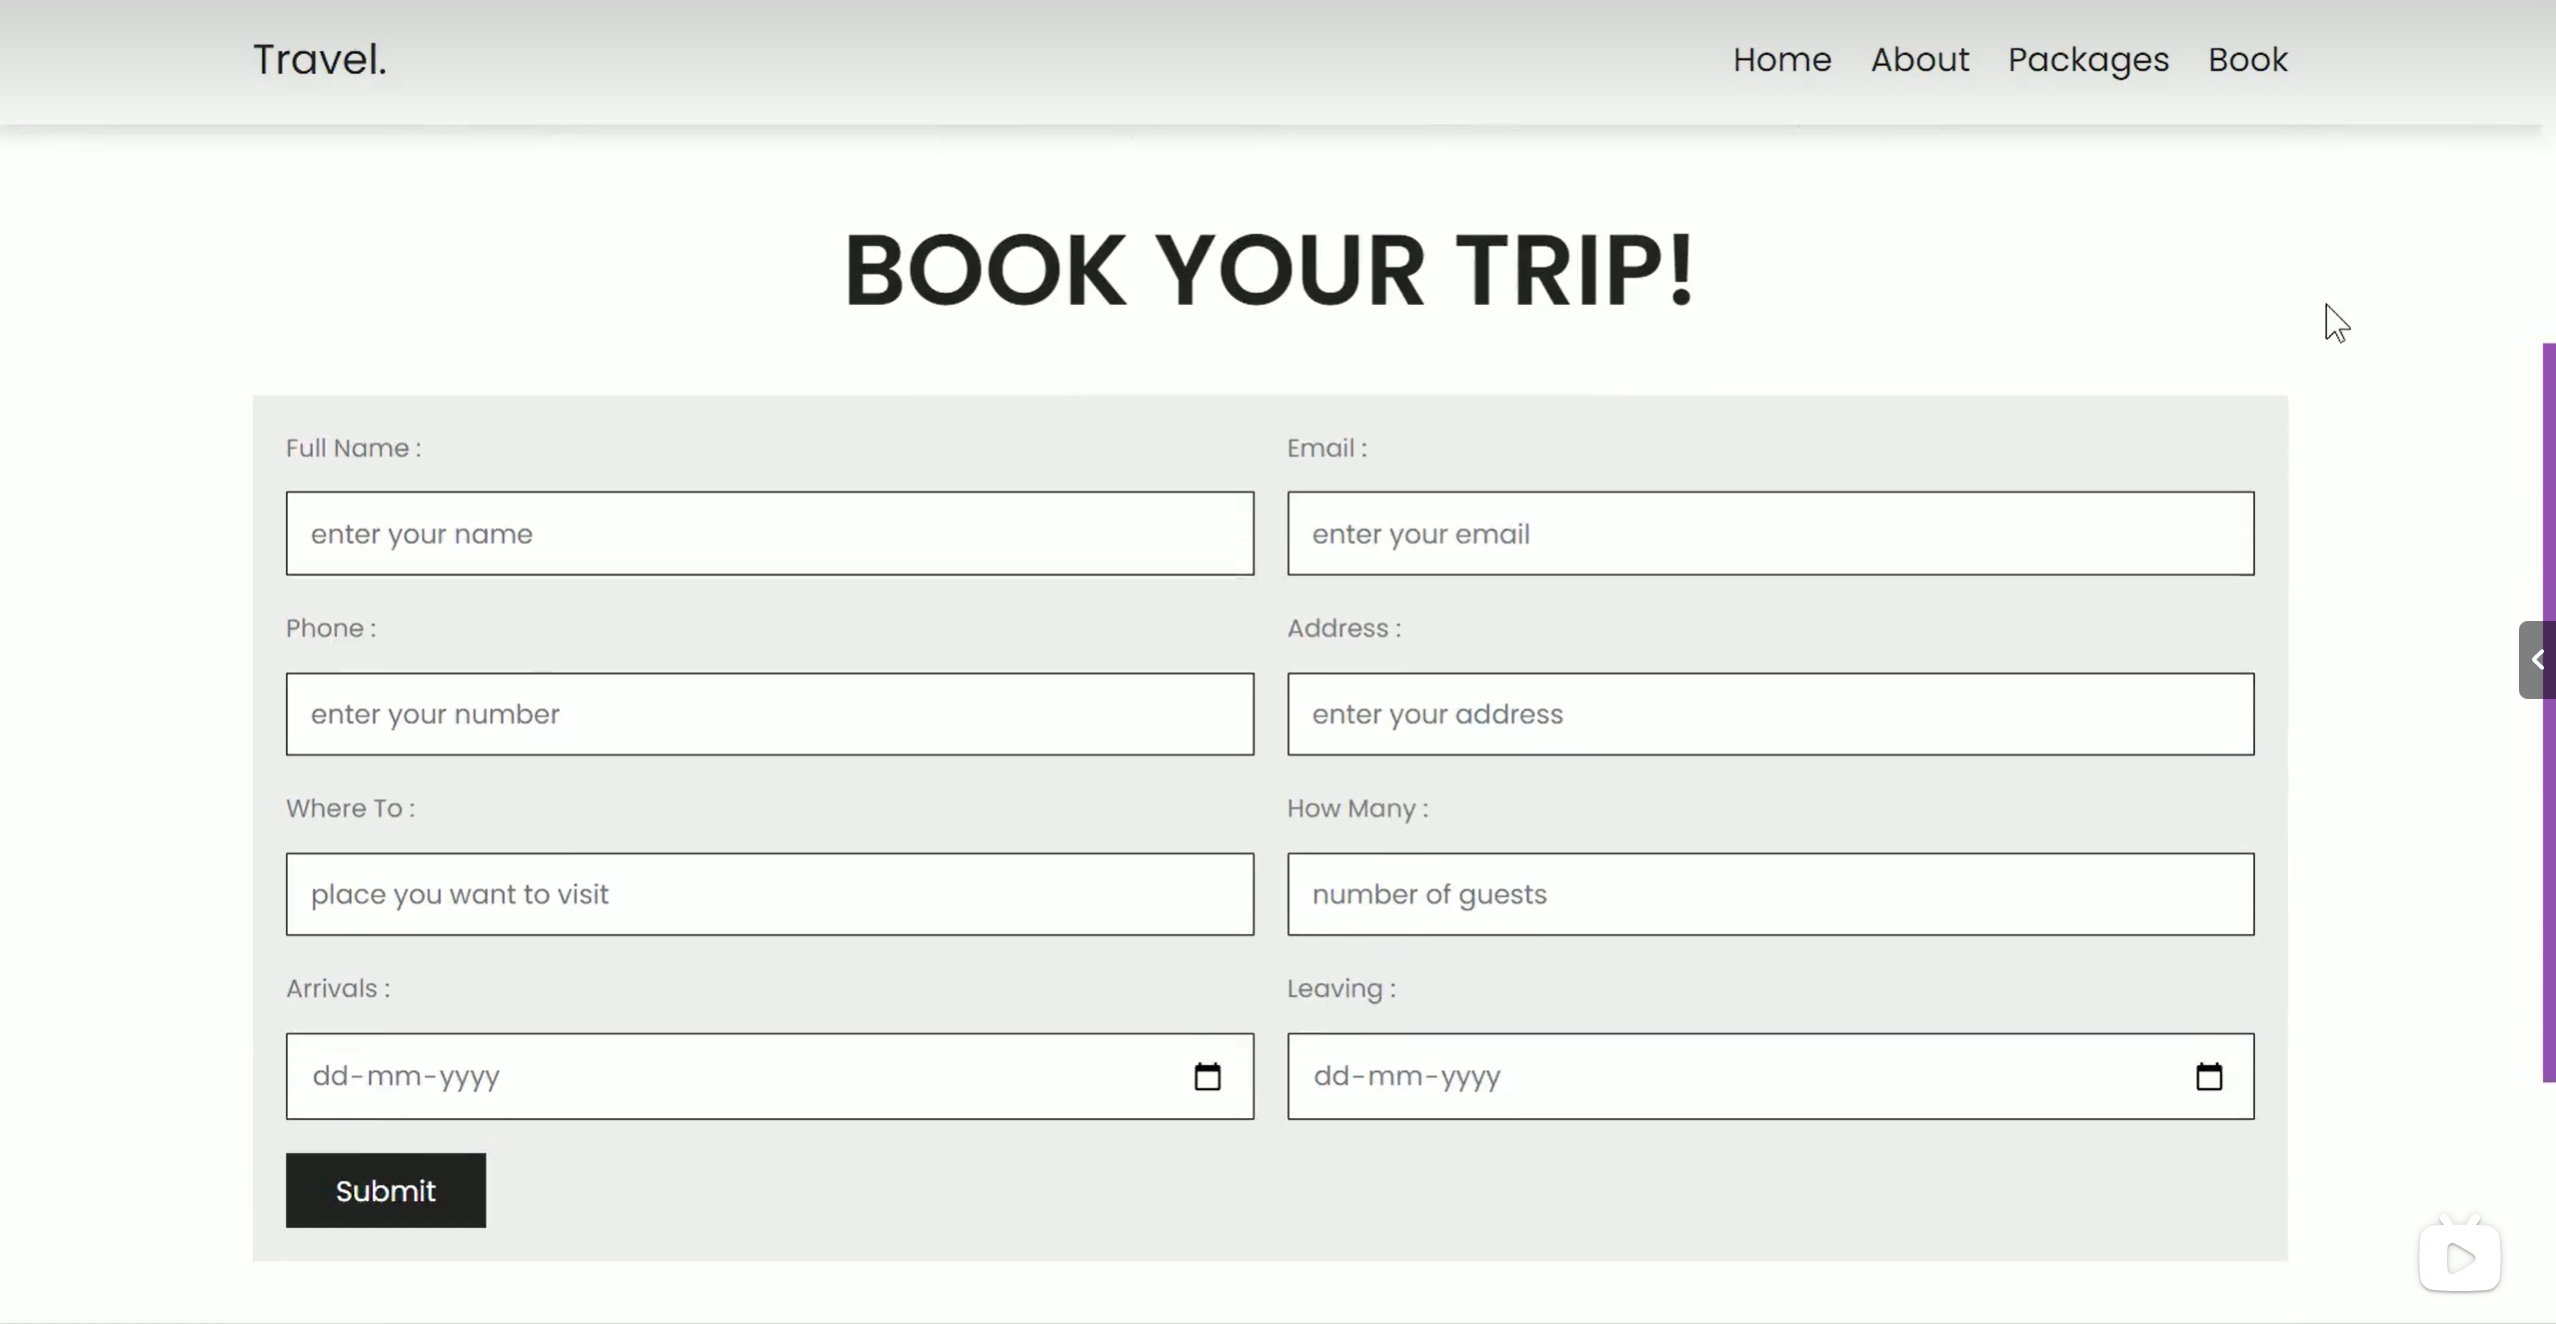 Travel.
Home About Packages Book
BOOK YOUR TRIP!
Full Name :
Email :
enter your name
enter your email
Phone :
Address :
enter your number
enter your address
Where To :
How Many :
place you want to visit
number of guests
Arrivals :
Leaving :
dd-mm-yyyy
dd-mm-yyyy
Submit